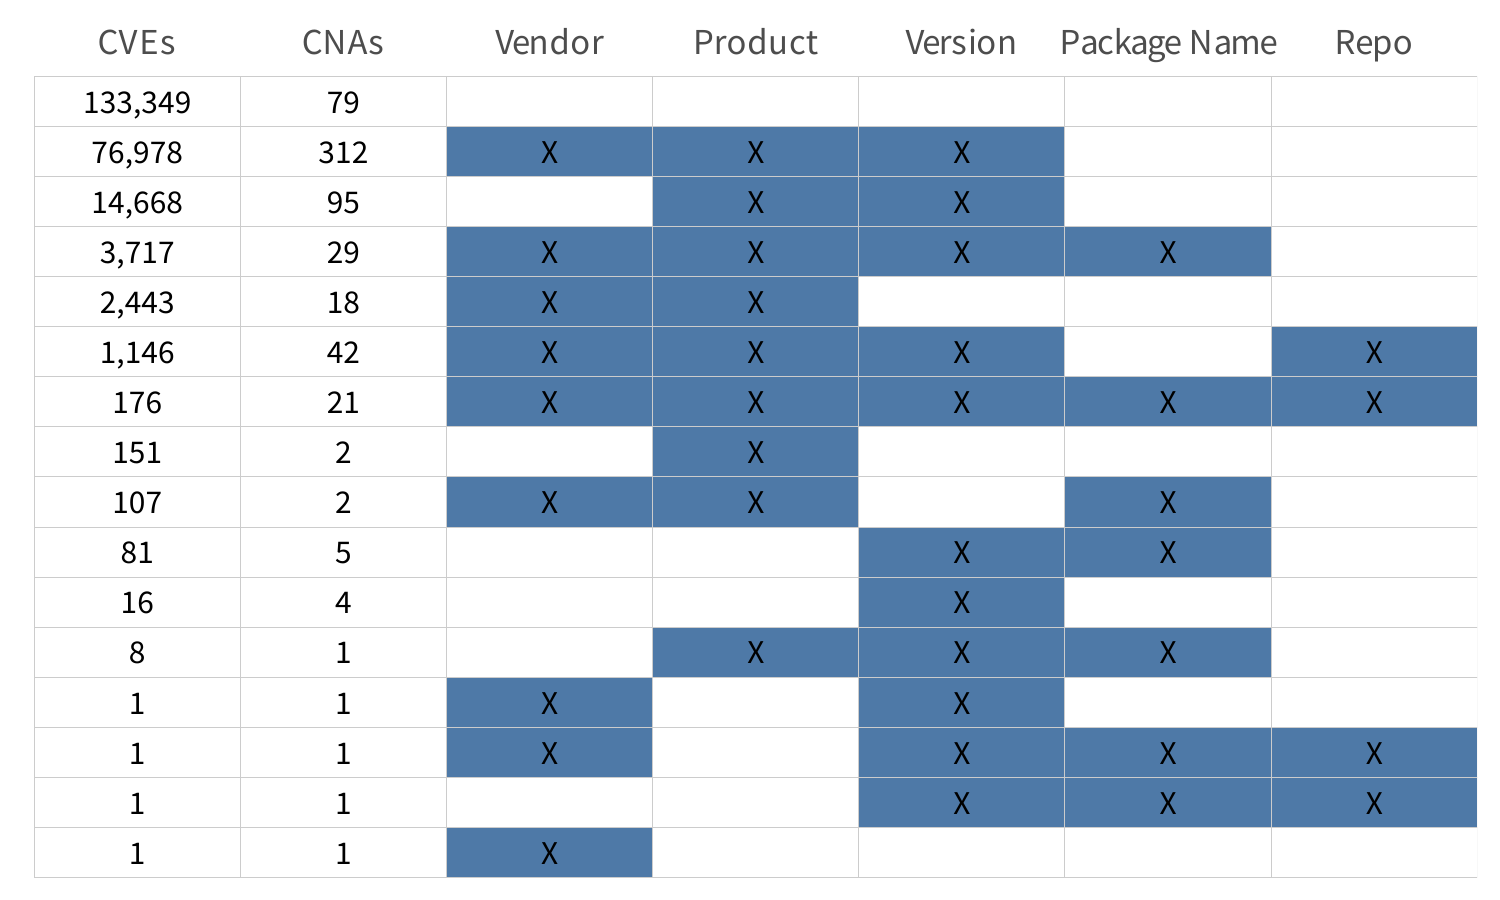 CVEs CNAs Vendor Product Version Package Name Repo
133,349 79
76,978 312 X X X
14,668 95 X X
3,717 29 X X X X
2,443 18 X X
1,146 42 X X X X
176 21 X X X X X
151 2 X
107 2 X X X
81 5 X X
16 4 X
8 1 X X X
1 1 X X
1 1 X X X X
1 1 X X X
1 1 X